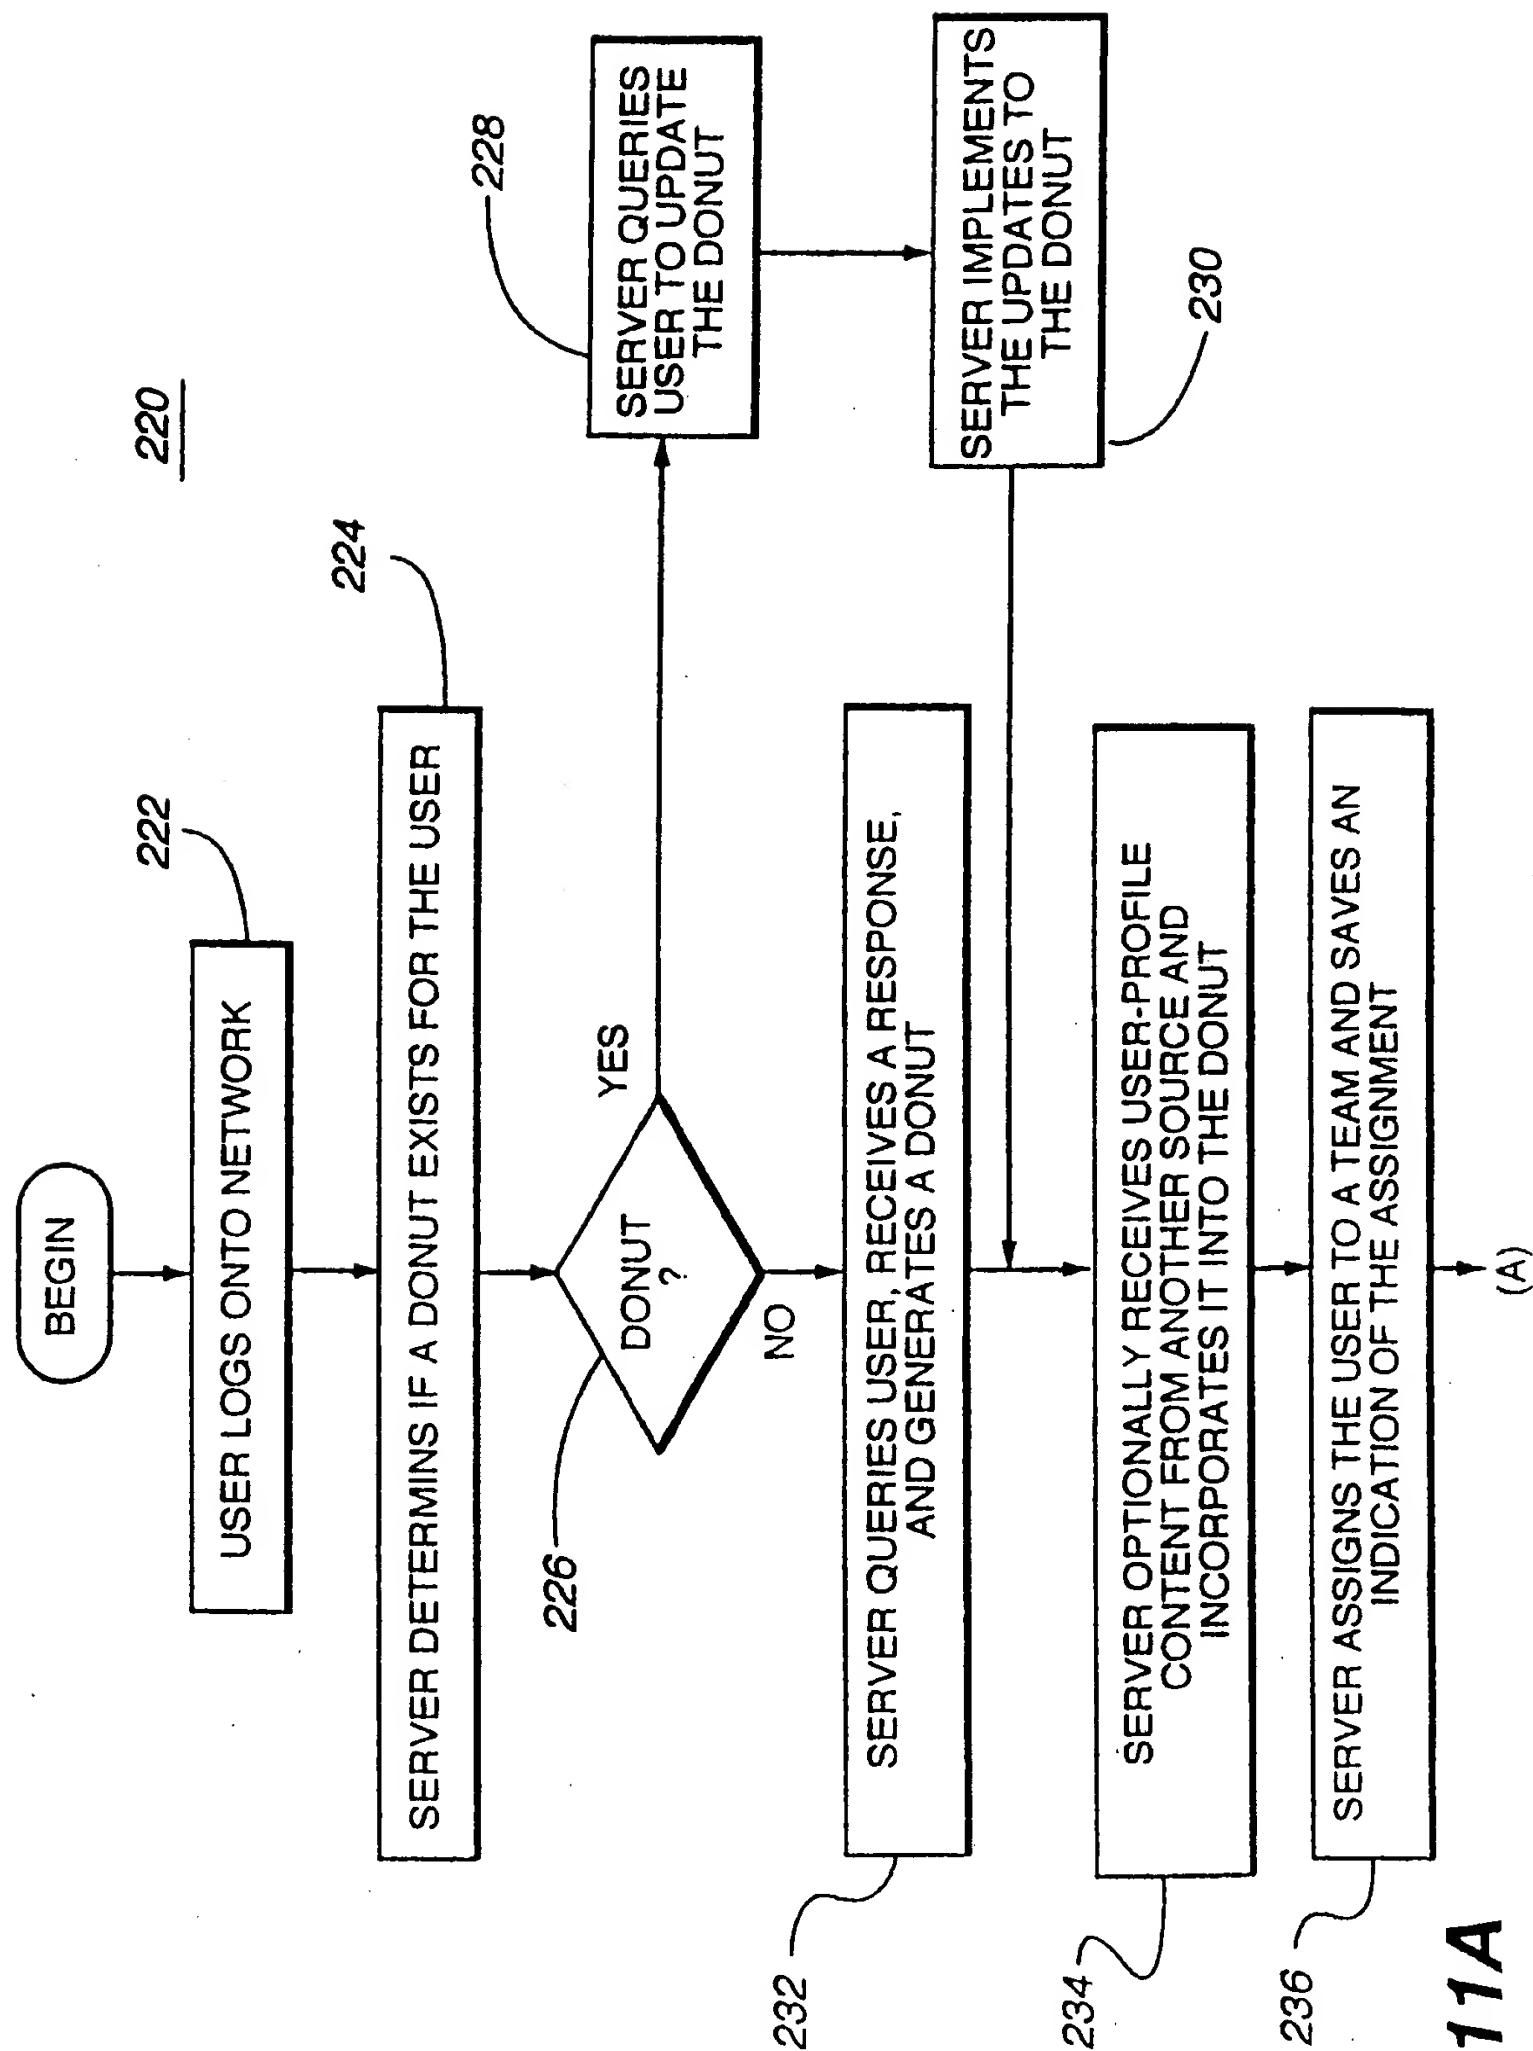 220
BEGIN
222
USER LOGS ONTO NETWORK
224
SERVER DETERMINS IF A DONUT EXISTS FOR THE USER
226
DONUT
?
YES
NO
228
SERVER QUERIES
USER TO UPDATE
THE DONUT
SERVER IMPLEMENTS
THE UPDATES TO
THE DONUT
230
232
SERVER QUERIES USER, RECEIVES A RESPONSE,
AND GENERATES A DONUT
234
SERVER OPTIONALLY RECEIVES USER-PROFILE
CONTENT FROM ANOTHER SOURCE AND
INCORPORATES IT INTO THE DONUT
236
SERVER ASSIGNS THE USER TO A TEAM AND SAVES AN
INDICATION OF THE ASSIGNMENT
(A)
11A